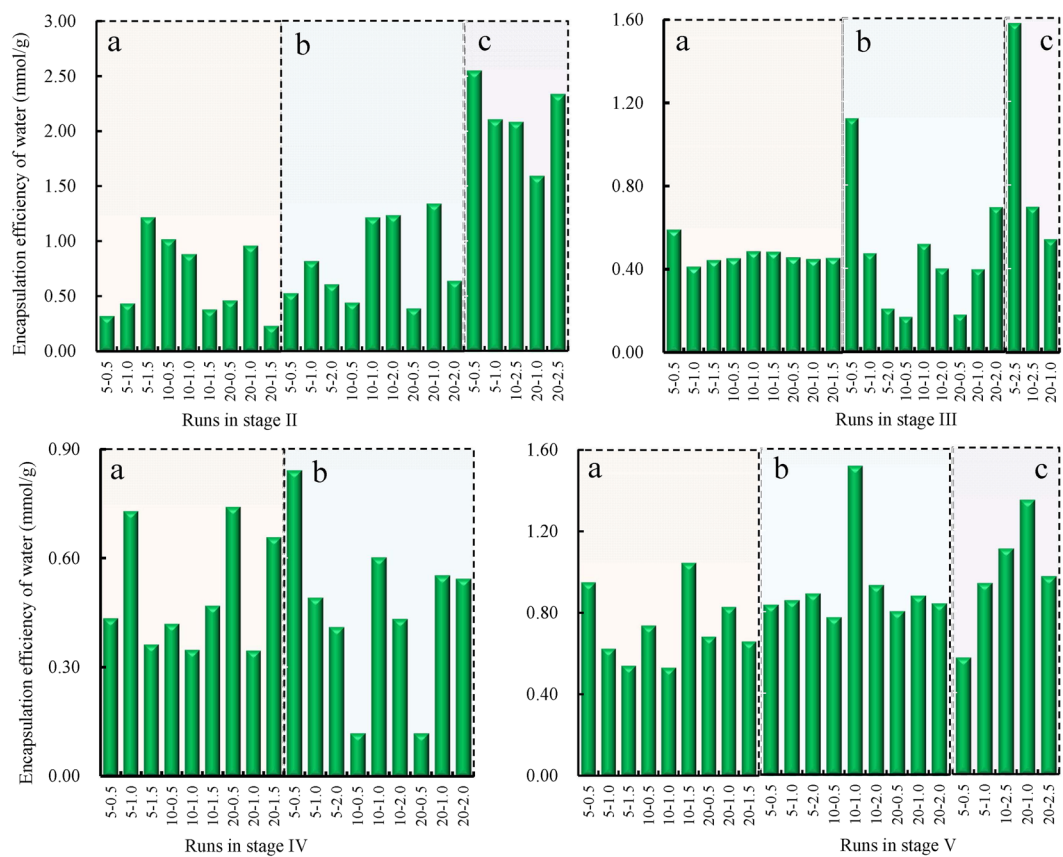 Encapsulation efficiency of water (mmol/g)
3.00
2.50
2.00
1.50
1.00
0.50
0.00
a
b
c
5-0.5 5-1.0 5-1.5 10-0.5 10-1.0 10-1.5 20-0.5 20-1.0 20-1.5 5-0.5 5-1.0 5-2.0 10-0.5 10-1.0 10-2.0 20-0.5 20-1.0 20-2.0 5-0.5 5-1.0 10-2.5 20-1.0 20-2.5
Runs in stage II
1.60
1.20
0.80
0.40
0.00
a
b
c
5-0.5 5-1.0 5-1.5 10-0.5 10-1.0 10-1.5 20-0.5 20-1.0 20-1.5 5-0.5 5-1.0 5-2.0 10-0.5 10-1.0 10-2.0 20-0.5 20-1.0 20-2.0 5-2.5 10-2.5 20-1.0
Runs in stage III
Encapsulation efficiency of water (mmol/g)
0.90
0.60
0.30
0.00
a
b
5-0.5 5-1.0 5-1.5 10-0.5 10-1.0 10-1.5 20-0.5 20-1.0 20-1.5 5-0.5 5-1.0 5-2.0 10-0.5 10-1.0 10-2.0 20-0.5 20-1.0 20-2.0
Runs in stage IV
1.60
1.20
0.80
0.40
0.00
a
b
c
5-0.5 5-1.0 5-1.5 10-0.5 10-1.0 10-1.5 20-0.5 20-1.0 20-1.5 5-0.5 5-1.0 5-2.0 10-0.5 10-1.0 10-2.0 20-0.5 20-1.0 20-2.0 5-0.5 5-1.0 10-2.5 20-1.0 20-2.5
Runs in stage V